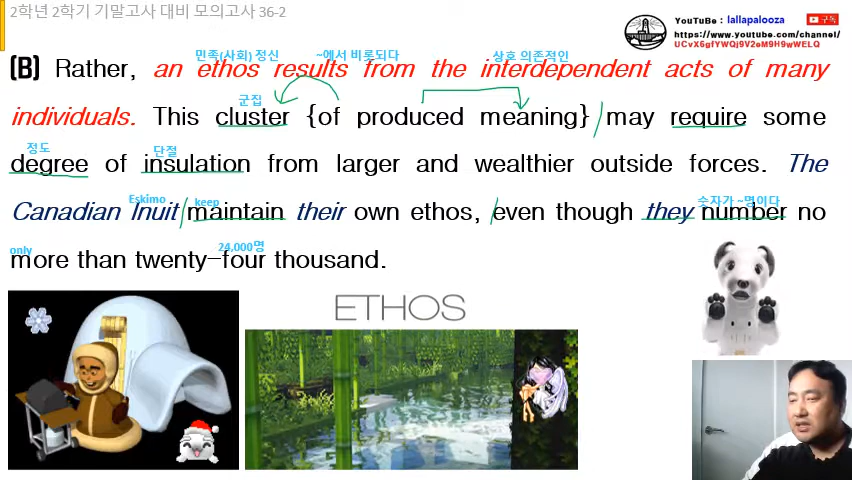 2학년 2학기 기말고사 대비 모의고사 36-2
YouTuBe : lallapalooza 구독
https://www.youtube.com/channel/
UCvX6gfYWQj9V2eM9H9wWELQ
민족(사회) 정신 ~에서 비롯되다 상호 의존적인
(B) Rather, an ethos results from the interdependent acts of many
군집
individuals. This cluster {of produced meaning} / may require some
정도 단절
degree of insulation from larger and wealthier outside forces. The
Eskimo keep 숫자가 ~명이다
Canadian Inuit / maintain their own ethos, / even though they number no
only 24,000명
more than twenty-four thousand.
ETHOS